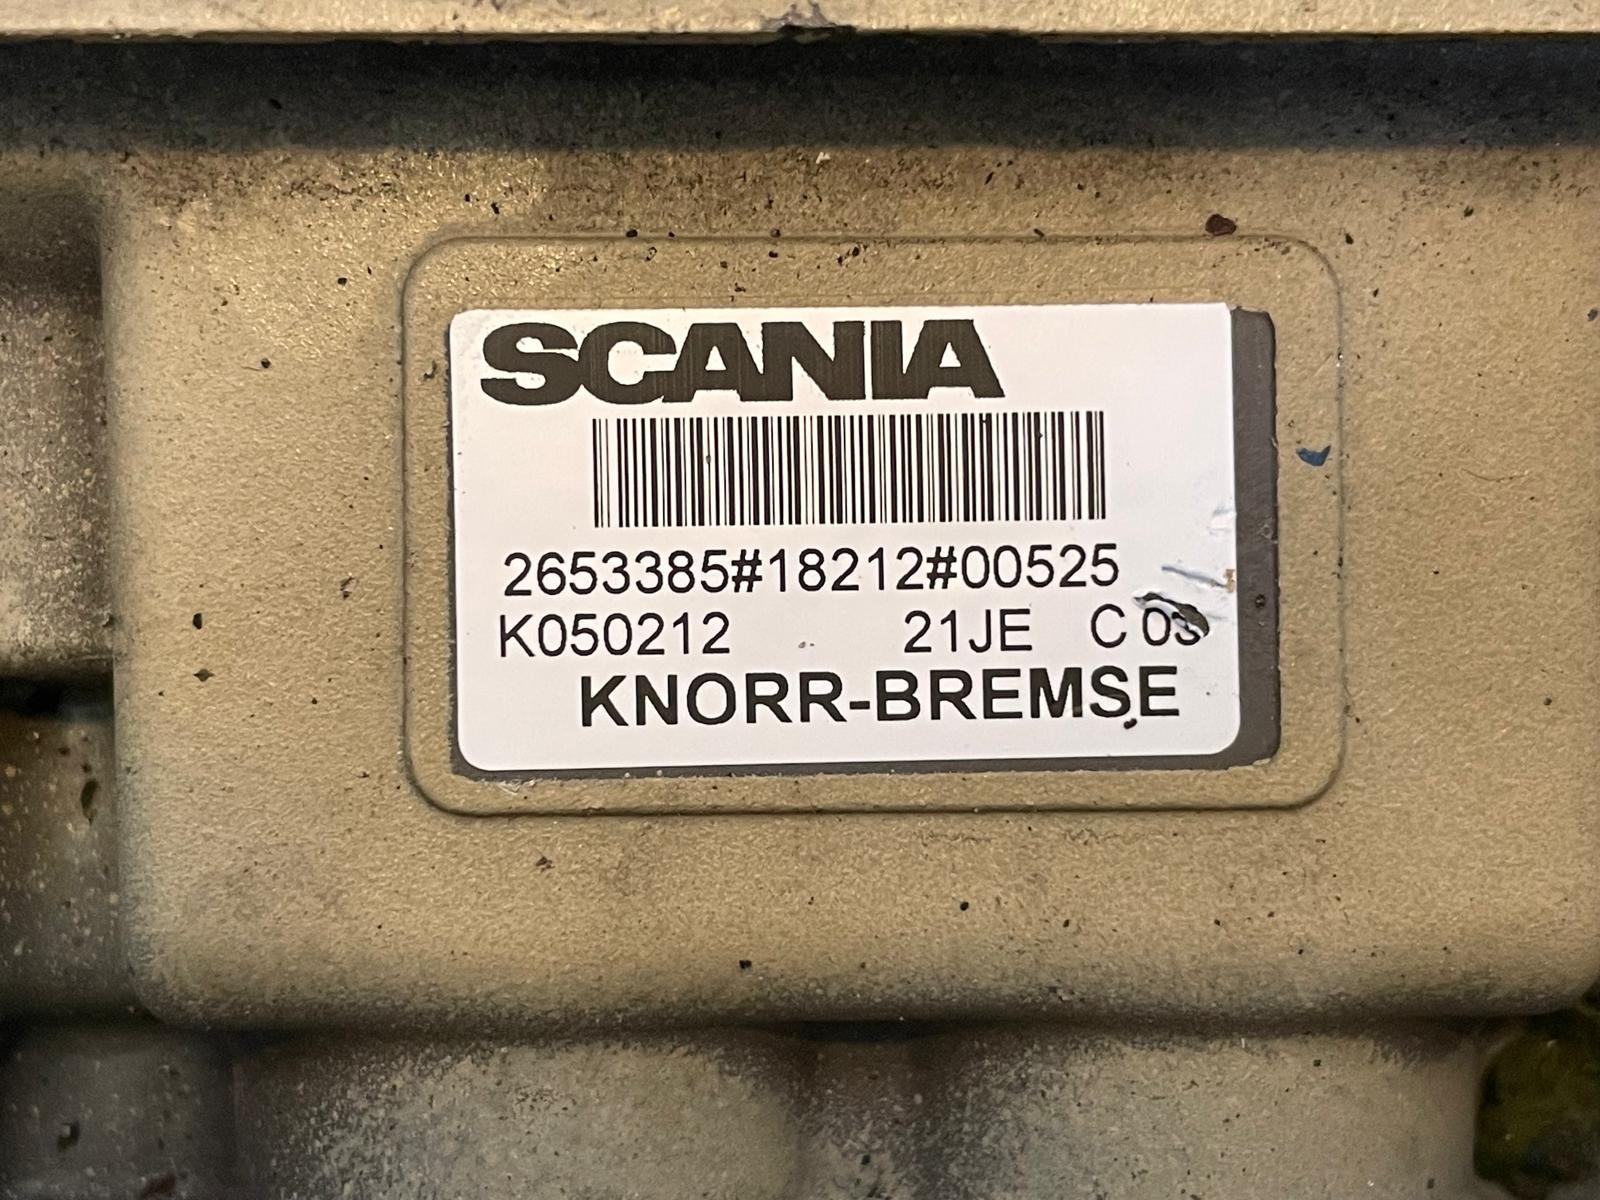 SCANIA
2653385#18212#00525
K050212 21JE C 03
KNORR-BREMSE